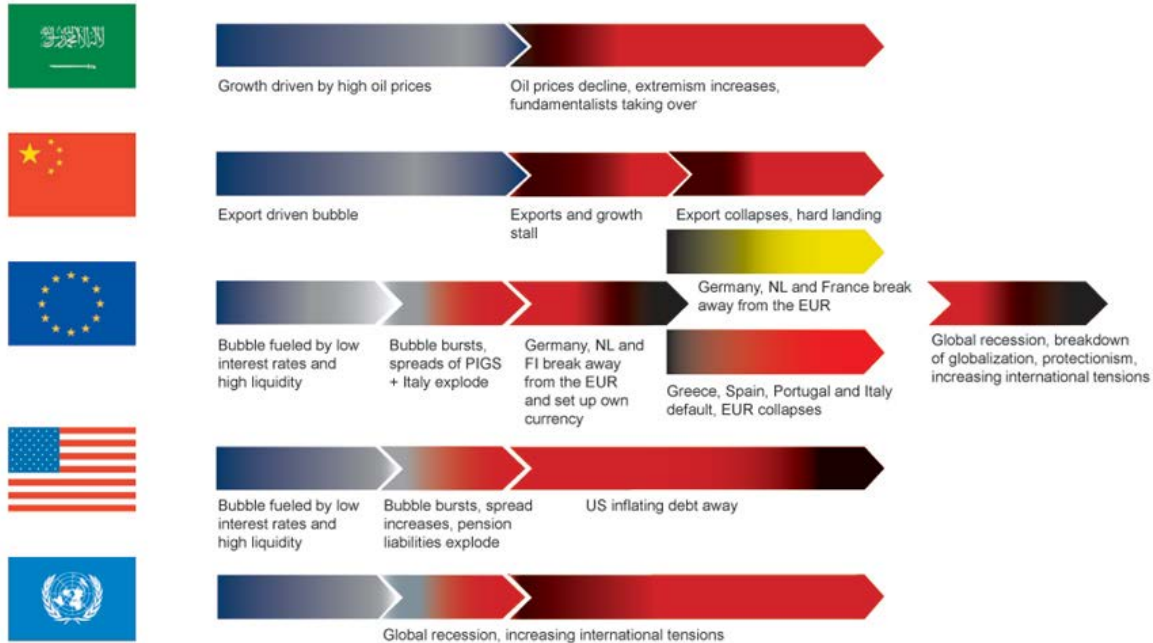 Growth driven by high oil prices
Oil prices decline, extremism increases,
fundamentalists taking over
Export driven bubble
Exports and growth
stall
Export collapses, hard landing
Germany, NL and France break
away from the EUR
Bubble fueled by low
interest rates and
high liquidity
Bubble bursts,
spreads of PIGS
+ Italy explode
Germany, NL and
FI break away
from the EUR
and set up own
currency
Greece, Spain, Portugal and Italy
default, EUR collapses
Global recession, breakdown
of globalization, protectionism,
increasing international tensions
Bubble fueled by low
interest rates and
high liquidity
Bubble bursts, spread
increases, pension
liabilities explode
US inflating debt away
Global recession, increasing international tensions